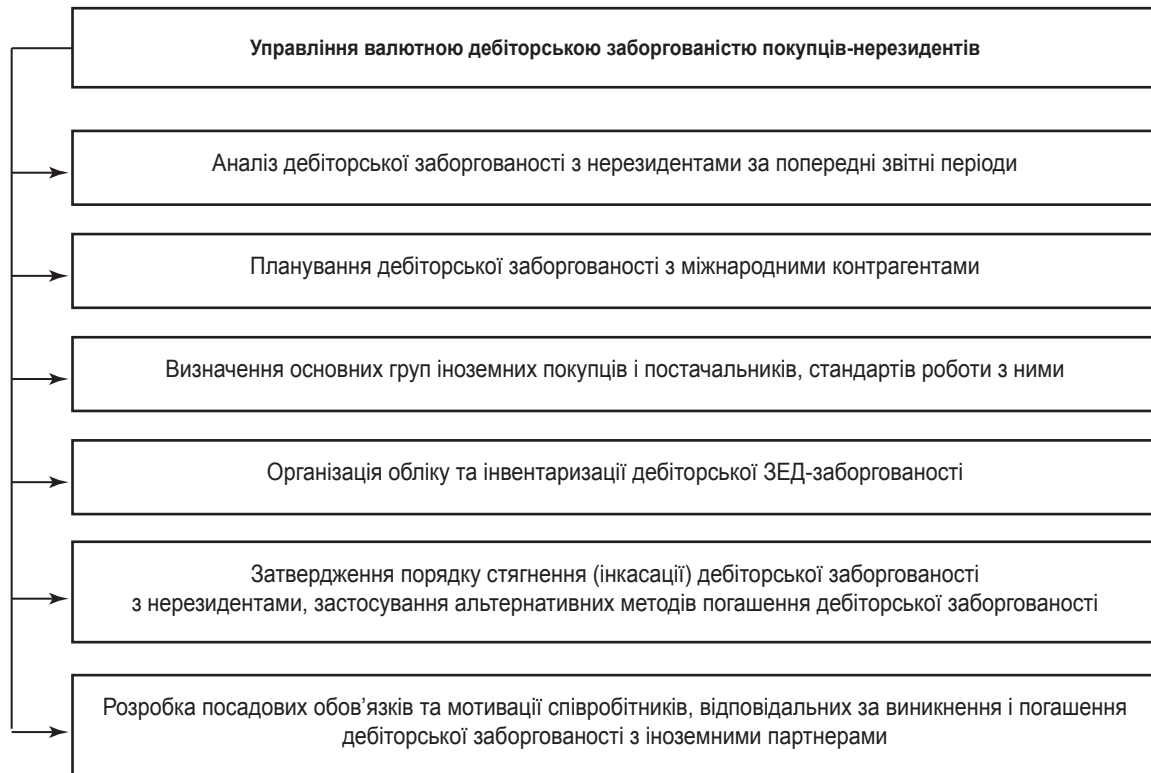 Управління валютною дебіторською заборгованістю покупців-нерезидентів
Аналіз дебіторської заборгованості з нерезидентами за попередні звітні періоди
Планування дебіторської заборгованості з міжнародними контрагентами
Визначення основних груп іноземних покупців і постачальників, стандартів роботи з ними
Організація обліку та інвентаризації дебіторської ЗЕД-заборгованості
Затвердження порядку стягнення (інкасації) дебіторської заборгованості
з нерезидентами, застосування альтернативних методів погашення дебіторської заборгованості
Розробка посадових обов’язків та мотивації співробітників, відповідальних за виникнення і погашення
дебіторської заборгованості з іноземними партнерами